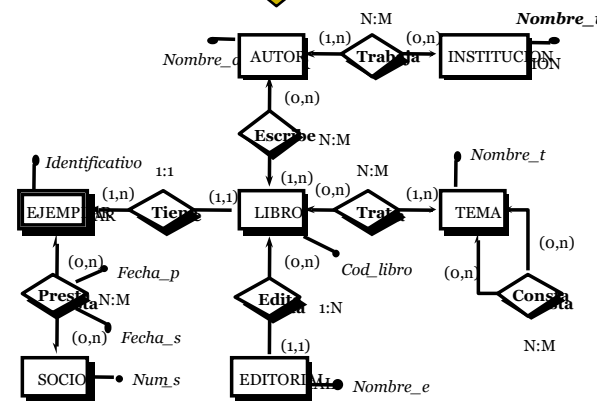 N:M
Nombre_i
(1,n)
(0,n)
Nombre_a
AUTOR
Trabaja
INSTITUCION
(0,n)
Escribe
N:M
Identificativo
1:1
(1,n)
N:M
Nombre_t
(1,n)
(1,1)
(0,n)
(1,n)
EJEMPLAR
Tiene
LIBRO
Trata
TEMA
(0,n)
(0,n)
(0,n)
(0,n)
Fecha_p
Cod_libro
Presta
N:M
Edita
1:N
Consta
Fecha_s
(0,n)
(1,1)
N:M
SOCIO
Num_s
EDITORIAL
Nombre_e